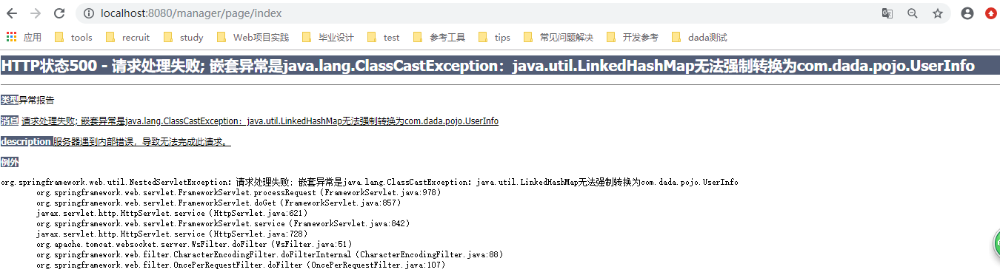 localhost:8080/manager/page/index
应用 tools recruit study Web项目实践 毕业设计 test 参考工具 tips 常见问题解决 开发参考 dada测试
HTTP状态500 - 请求处理失败; 嵌套异常是java.lang.ClassCastException：java.util.LinkedHashMap无法强制转换为com.dada.pojo.UserInfo
类型异常报告
消息 请求处理失败; 嵌套异常是java.lang.ClassCastException：java.util.LinkedHashMap无法强制转换为com.dada.pojo.UserInfo
description 服务器遇到内部错误，导致无法完成此请求。
例外
org.springframework.web.util.NestedServletException：请求处理失败; 嵌套异常是java.lang.ClassCastException：java.util.LinkedHashMap无法强制转换为com.dada.pojo.UserInfo
org.springframework.web.servlet.FrameworkServlet.processRequest（FrameworkServlet.java:978）
org.springframework.web.servlet.FrameworkServlet.doGet（FrameworkServlet.java:857）
javax.servlet.http.HttpServlet.service（HttpServlet.java:621）
org.springframework.web.servlet.FrameworkServlet.service（FrameworkServlet.java:842）
javax.servlet.http.HttpServlet.service（HttpServlet.java:728）
org.apache.tomcat.websocket.server.WsFilter.doFilter（WsFilter.java:51）
org.springframework.web.filter.CharacterEncodingFilter.doFilterInternal（CharacterEncodingFilter.java:88）
org.springframework.web.filter.OncePerRequestFilter.doFilter（OncePerRequestFilter.java:107）